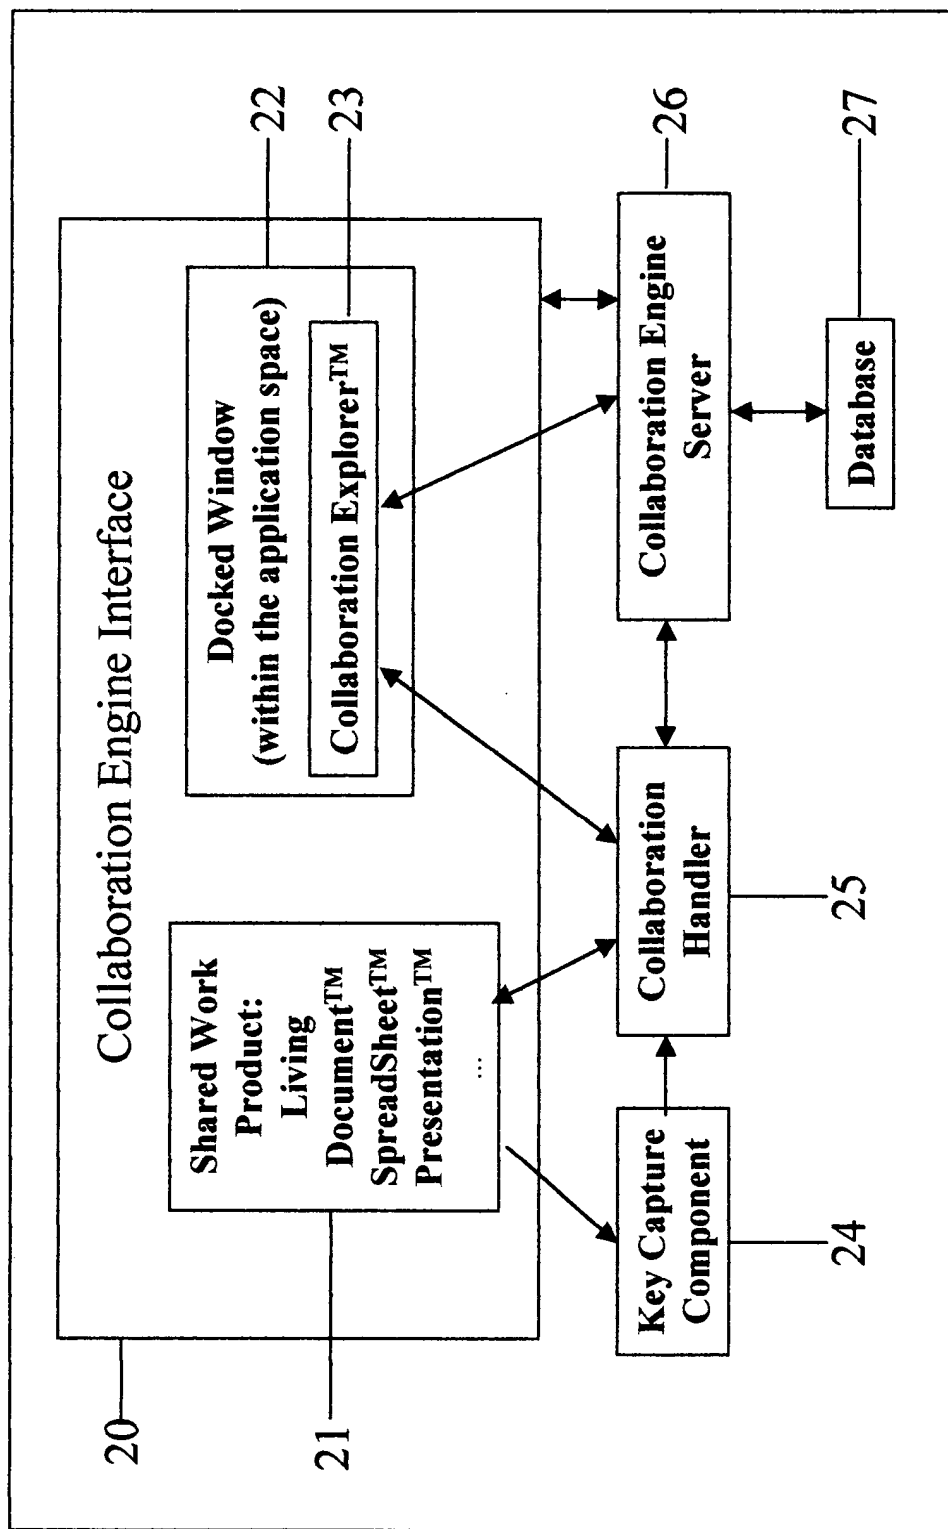 Collaboration Engine Interface
20
Shared Work
Product:
Living
Document™
SpreadSheet™
Presentation™
...
21
Docked Window
(within the application space)
22
Collaboration Explorer™
23
Key Capture
Component
24
Collaboration
Handler
25
Collaboration Engine
Server
26
Database
27